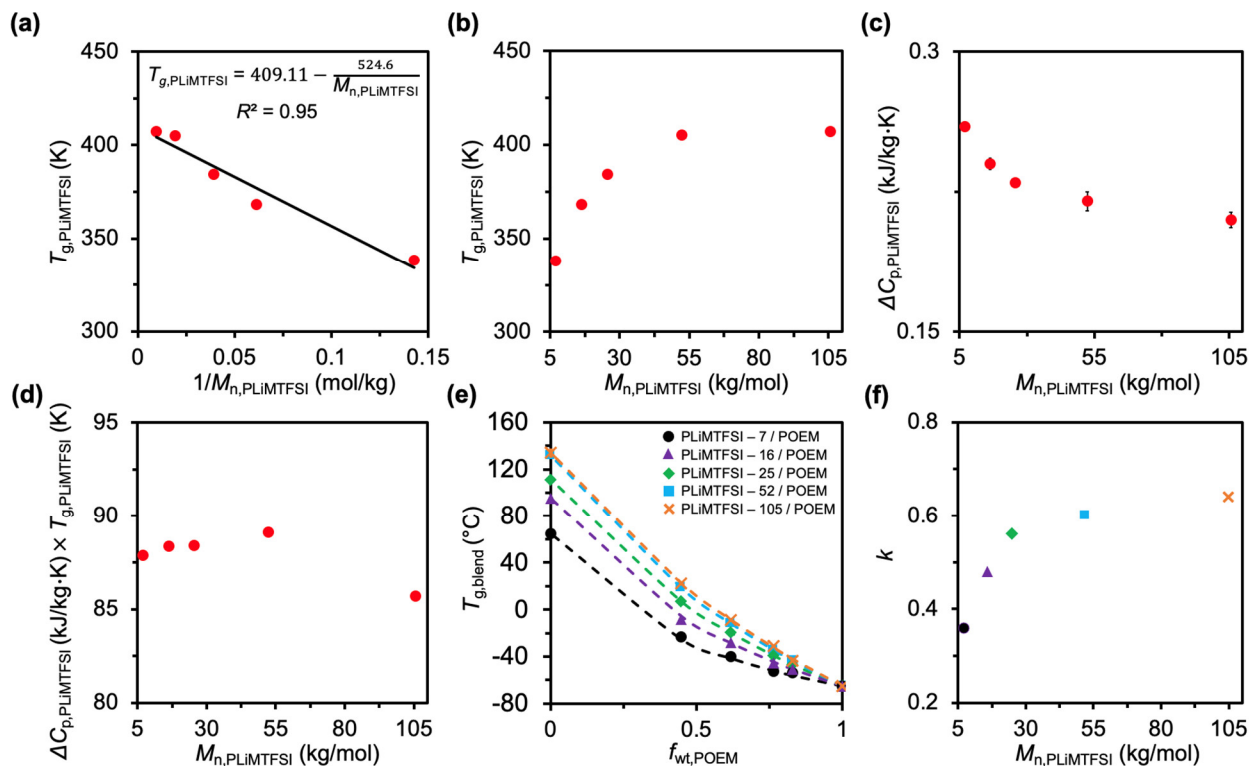 (a)
450
400
350
300
T_g,PLiMTFSI (K)
T_g,PLiMTFSI = 409.11 − 524.6 / M_n,PLiMTFSI
R² = 0.95
0 0.05 0.1 0.15
1/M_n,PLiMTFSI (mol/kg)
(b)
450
400
350
300
T_g,PLiMTFSI (K)
5 30 55 80 105
M_n,PLiMTFSI (kg/mol)
(c)
0.3
0.15
ΔC_p,PLiMTFSI (kJ/kg·K)
5 55 105
M_n,PLiMTFSI (kg/mol)
(d)
95
90
85
80
ΔC_p,PLiMTFSI (kJ/kg·K) × T_g,PLiMTFSI (K)
5 30 55 80 105
M_n,PLiMTFSI (kg/mol)
(e)
160
120
80
40
0
-40
-80
T_g,blend (°C)
PLiMTFSI – 7 / POEM
PLiMTFSI – 16 / POEM
PLiMTFSI – 25 / POEM
PLiMTFSI – 52 / POEM
PLiMTFSI – 105 / POEM
0 0.5 1
f_wt,POEM
(f)
0.8
0.6
0.4
0.2
k
5 55 105
M_n,PLiMTFSI (kg/mol)